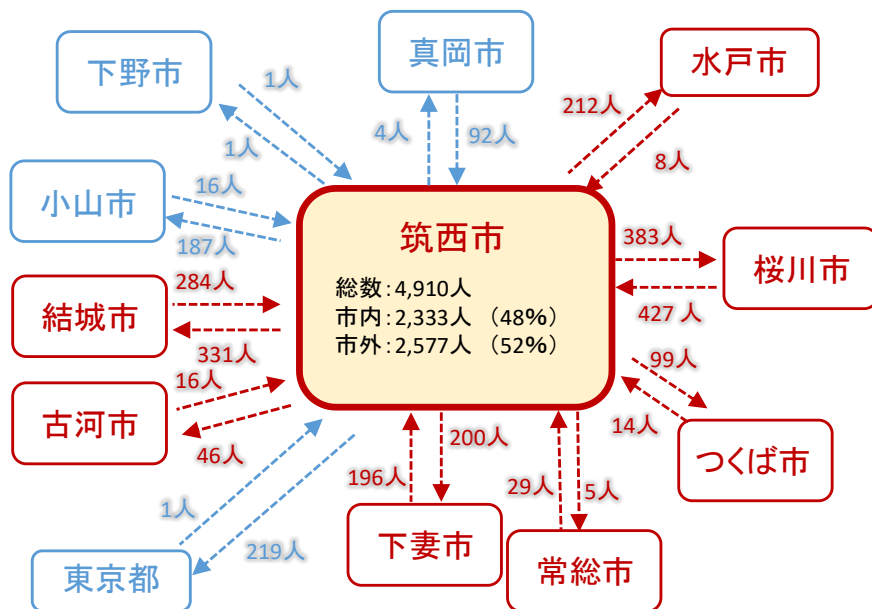 下野市
1人
1人
真岡市
4人
92人
水戸市
212人
8人
小山市
16人
187人
筑西市
総数：4,910人
市内：2,333人 （48%）
市外：2,577人 （52%）
383人
427 人
桜川市
結城市
284人
331人
古河市
16人
46人
99人
14人
つくば市
東京都
1人
219人
196人
200人
下妻市
29人
5人
常総市